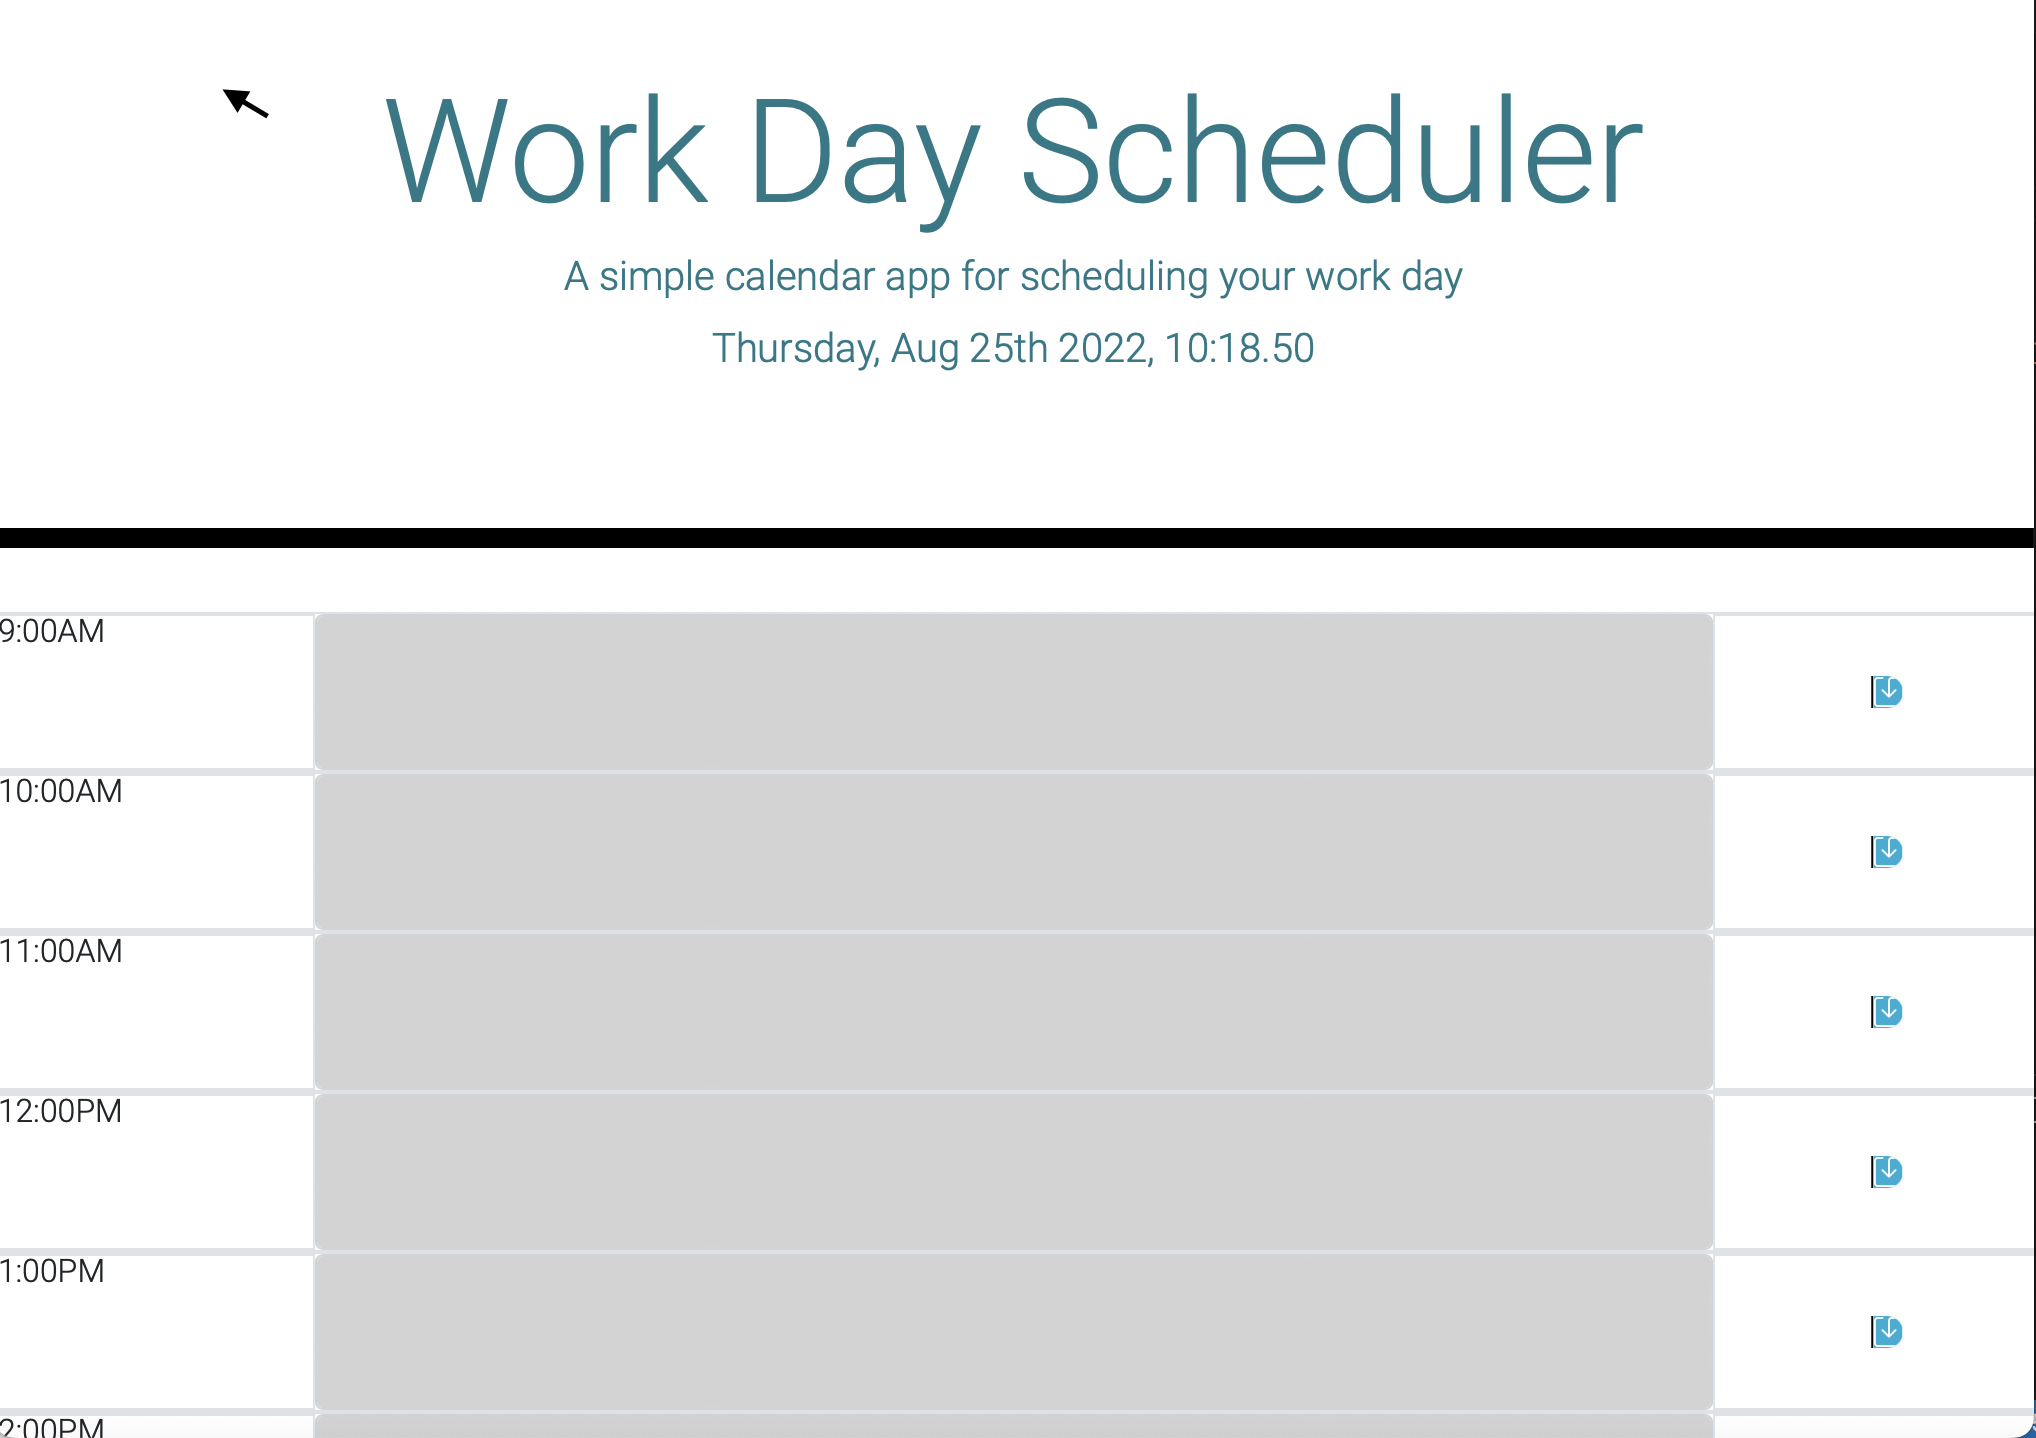 Work Day Scheduler
A simple calendar app for scheduling your work day
Thursday, Aug 25th 2022, 10:18.50
9:00AM
10:00AM
11:00AM
12:00PM
1:00PM
2:00PM